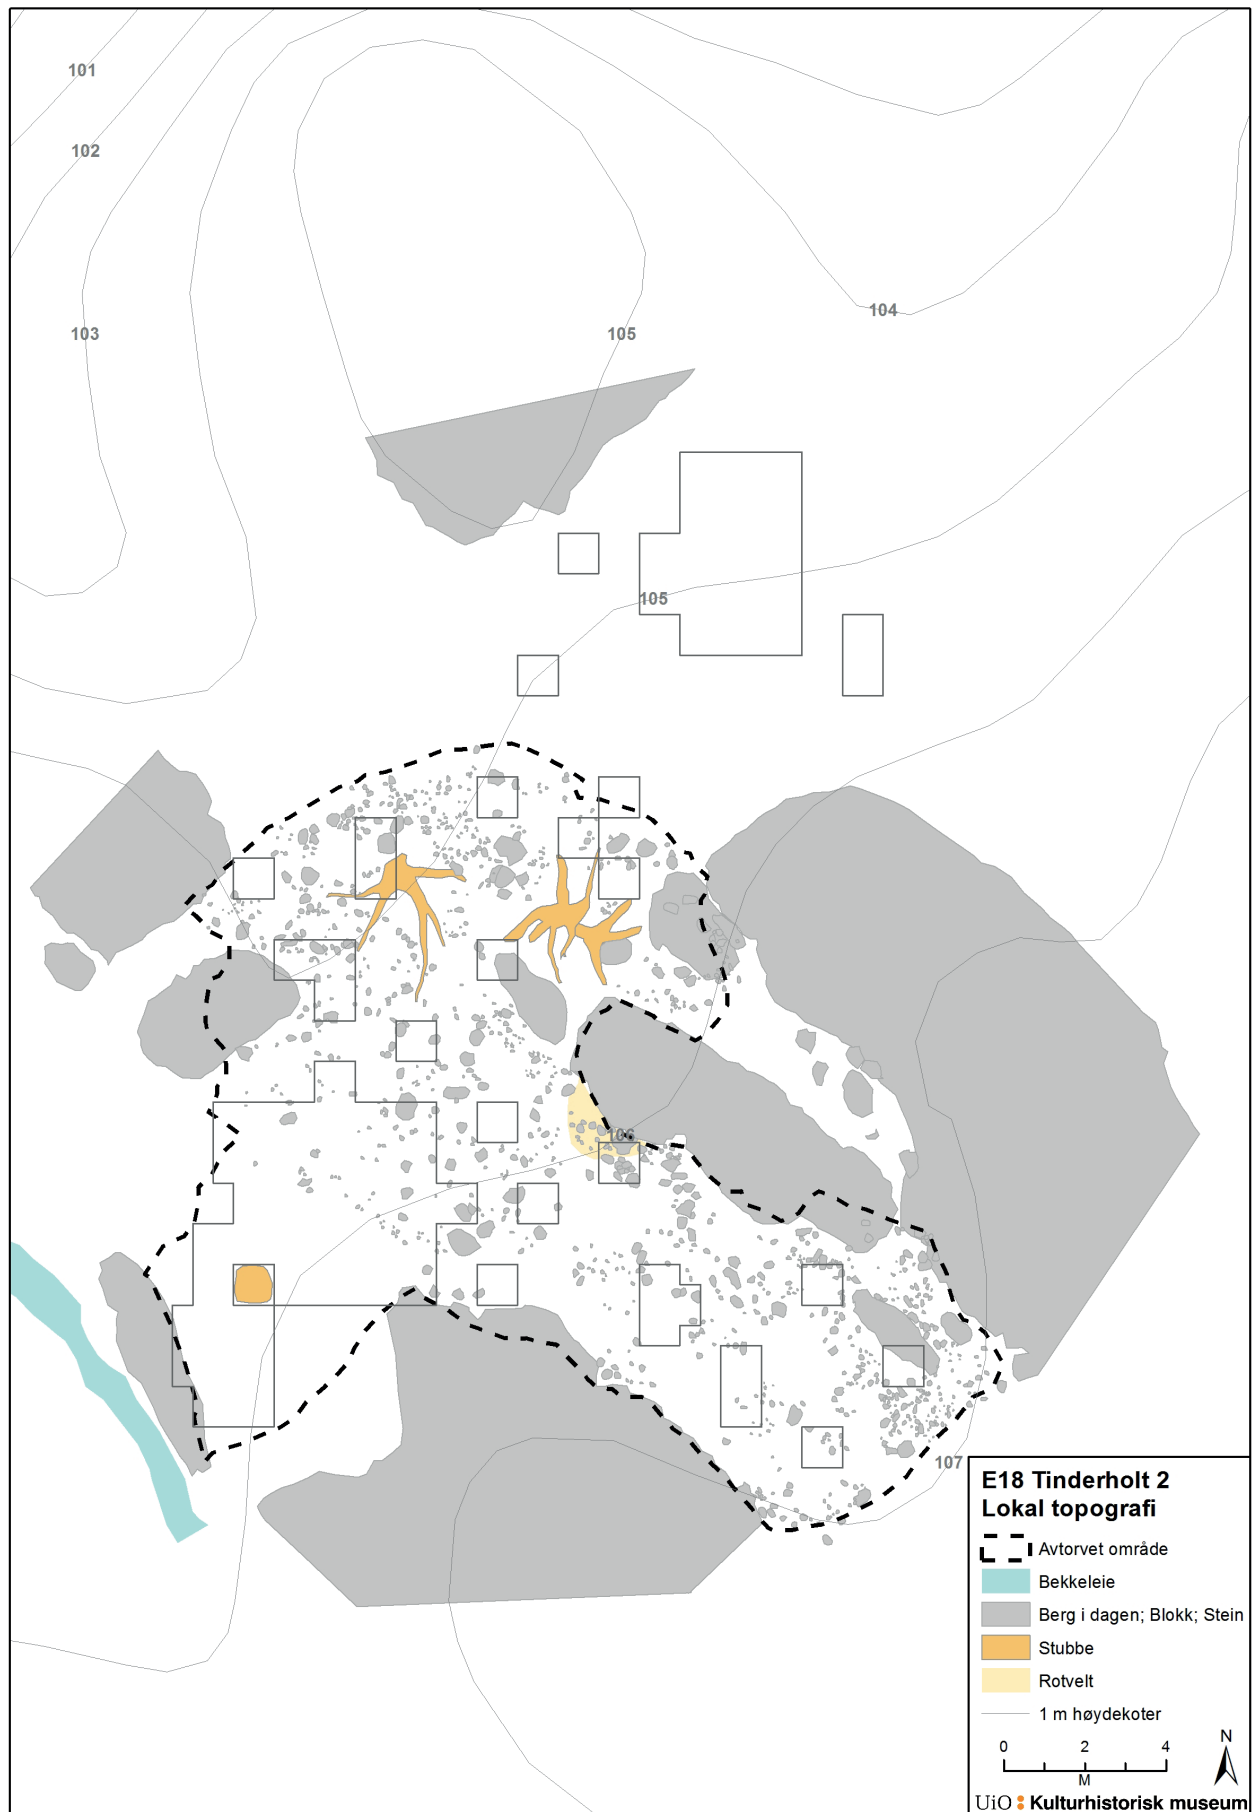 101
102
103
105
104
105
106
107
E18 Tinderholt 2
Lokal topografi
Avtorvet område
Bekkeleie
Berg i dagen; Blokk; Stein
Stubbe
Rotvelt
1 m høydekoter
0 2 4
M
N
UiO Kulturhistorisk museum